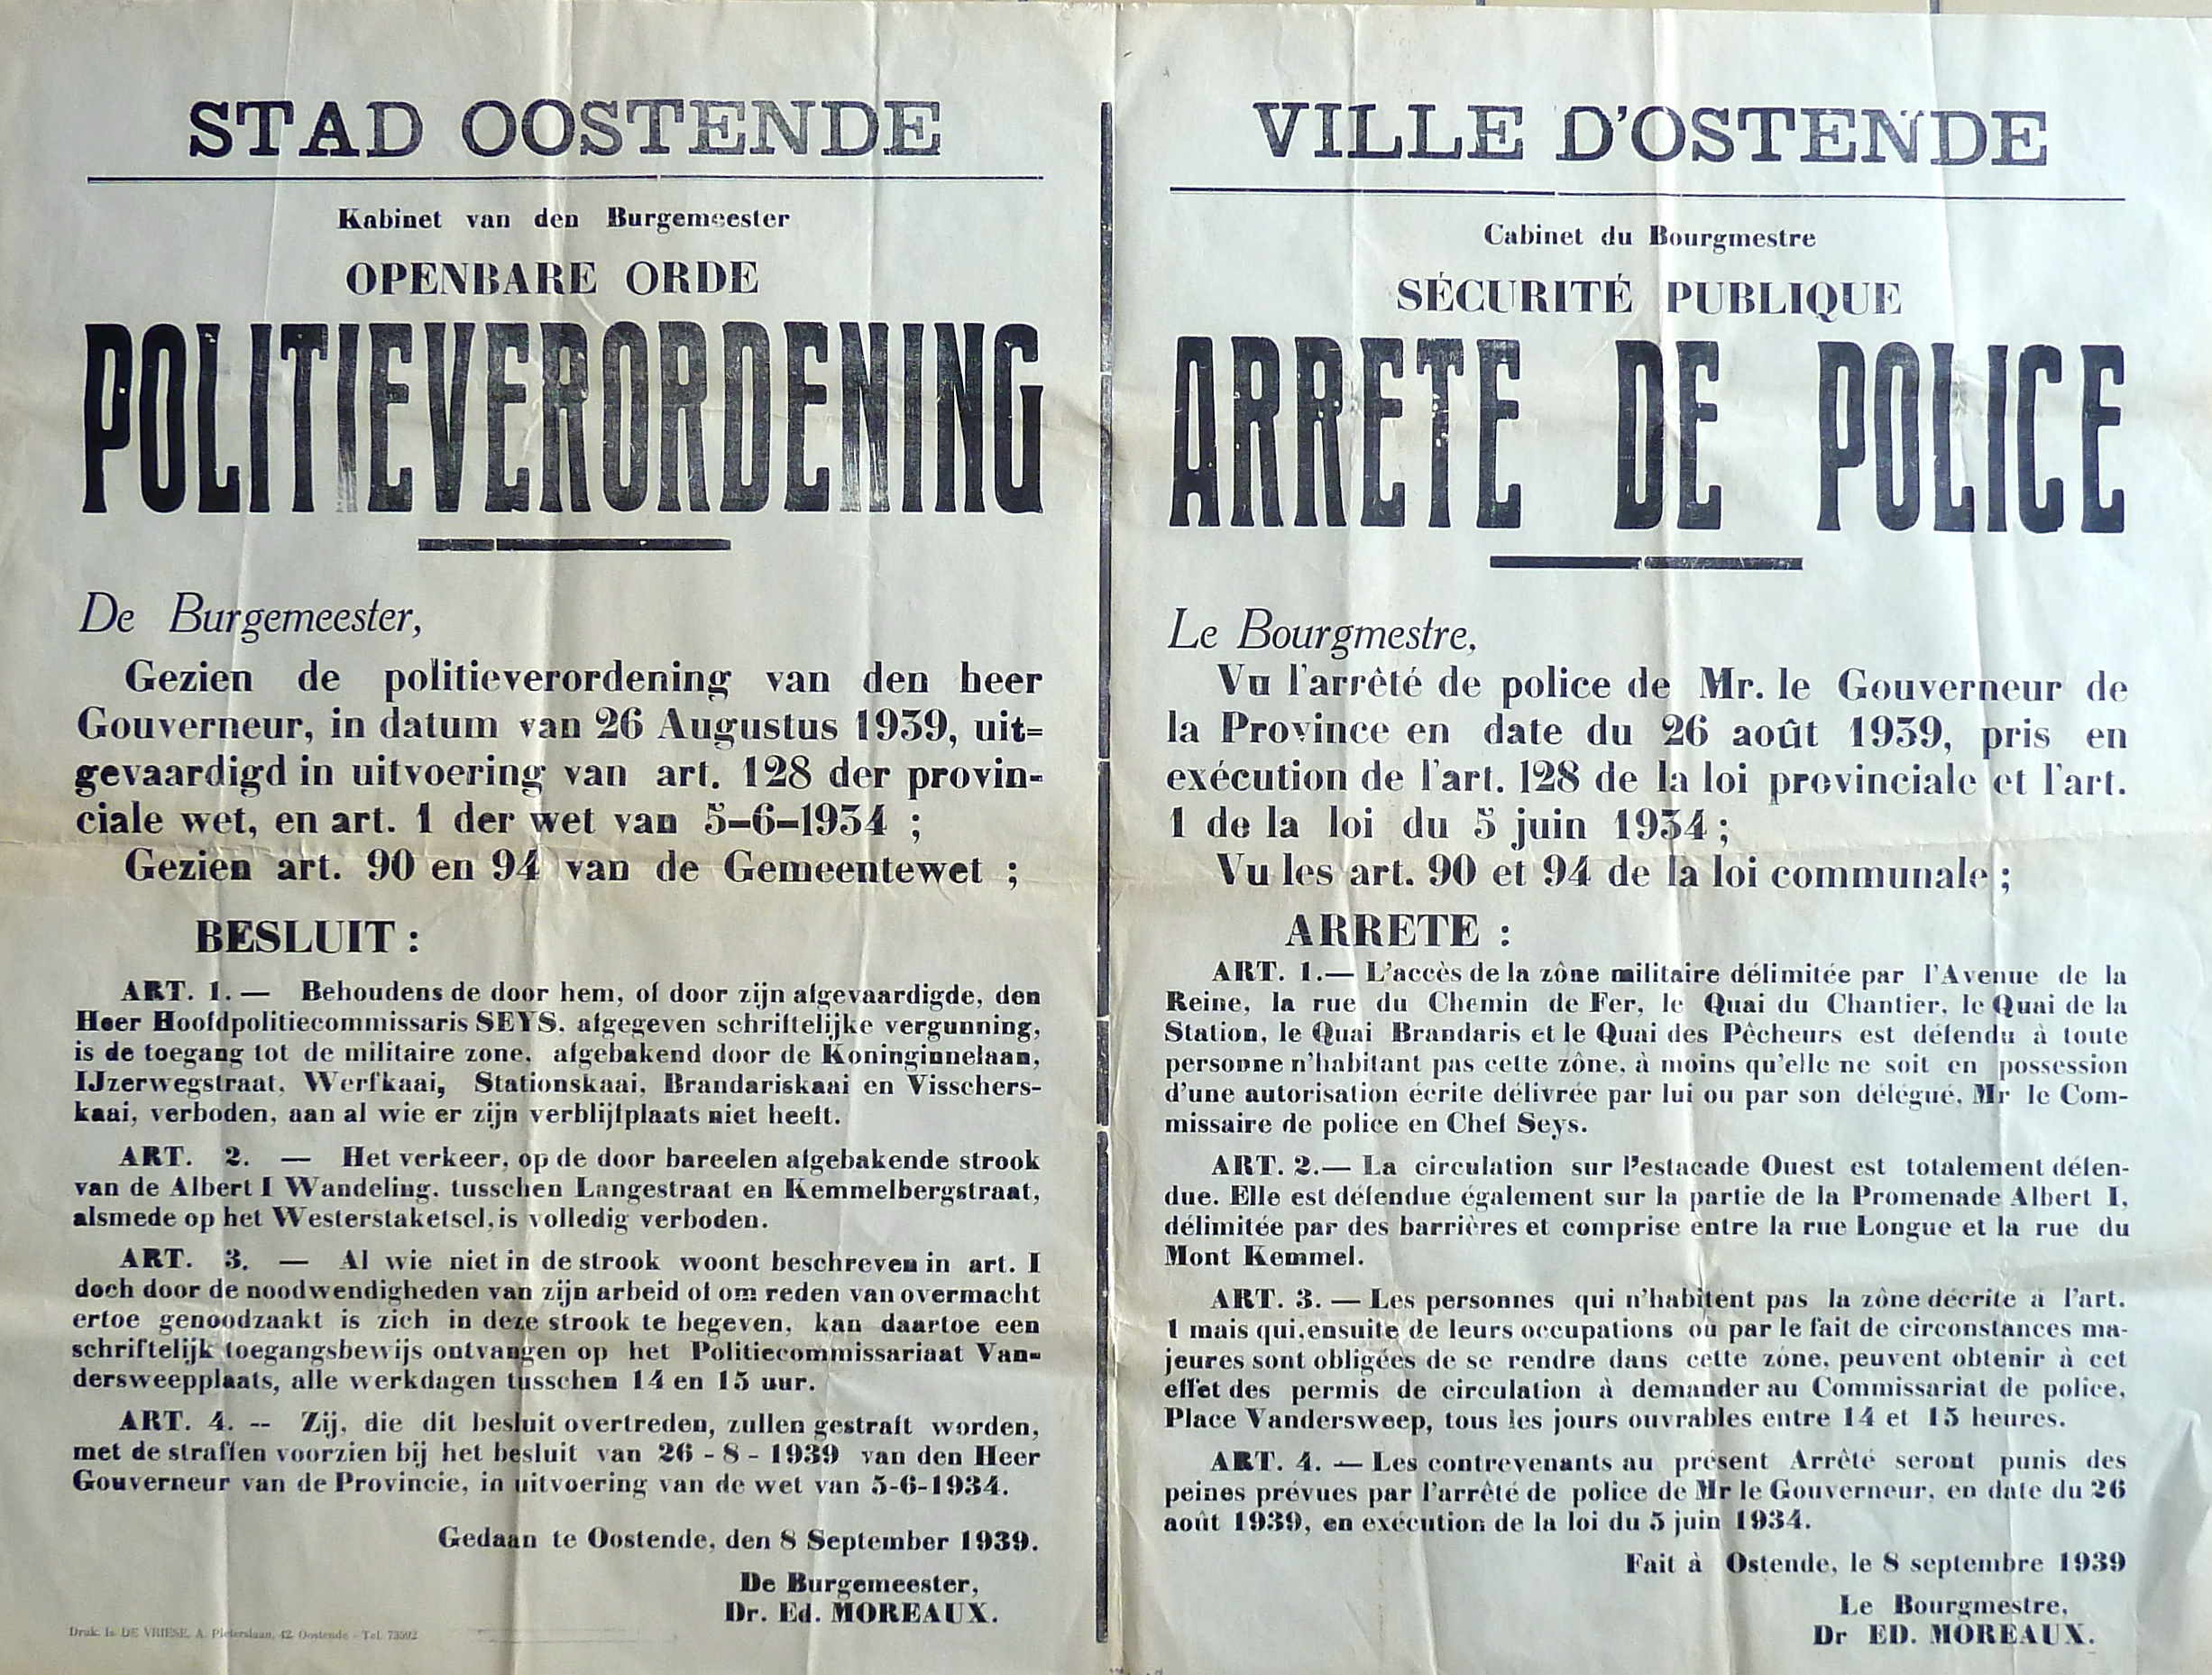 STAD OOSTENDE
Kabinet van den Burgemeester
OPENBARE ORDE
POLITIEVERORDENING
De Burgemeester,
Gezien de politieverordening van den heer
Gouverneur, in datum van 26 Augustus 1939, uit=
gevaardigd in uitvoering van art. 128 der provin-
ciale wet, en art. 1 der wet van 5-6-1934 ;
Gezien art. 90 en 94 van de Gemeentewet ;
BESLUIT :
ART. 1. — Behoudens de door hem, of door zijn afgevaardigde, den
Heer Hoofdpolitiecommissaris SEYS. afgegeven schriftelijke vergunning,
is de toegang tot de militaire zone, afgebakend door de Koninginnelaan,
IJzerwegstraat, Werfkaai, Stationskaai, Brandariskaai en Visschers-
kaai, verboden, aan al wie er zijn verblijfplaats niet heeft.
ART. 2. — Het verkeer, op de door bareelen afgebakende strook
van de Albert I Wandeling, tusschen Langestraat en Kemmelbergstraat,
alsmede op het Westerstaketsel, is volledig verboden.
ART. 3. — Al wie niet in de strook woont beschreven in art. I
doch door de noodwendigheden van zijn arbeid of om reden van overmacht
ertoe genoodzaakt is zich in deze strook te begeven, kan daartoe een
schriftelijk toegangsbewijs ontvangen op het Politiecommissariaat Van-
dersweepplaats, alle werkdagen tusschen 14 en 15 uur.
ART. 4. -- Zij, die dit besluit overtreden, zullen gestraft worden,
met de straffen voorzien bij het besluit van 26 - 8 - 1939 van den Heer
Gouverneur van de Provincie, in uitvoering van de wet van 5-6-1934.
Gedaan te Oostende, den 8 September 1939.
De Burgemeester,
Dr. Ed. MOREAUX.
Druk. Is DE VRIESE, A. Pieterslaan, 42, Oostende - Tel. 73592
VILLE D'OSTENDE
Cabinet du Bourgmestre
SÉCURITÉ PUBLIQUE
ARRETE DE POLICE
Le Bourgmestre,
Vu l'arrêté de police de Mr. le Gouverneur de
la Province en date du 26 août 1939, pris en
exécution de l'art. 128 de la loi provinciale et l'art.
1 de la loi du 5 juin 1934 ;
Vu les art. 90 et 94 de la loi communale ;
ARRETE :
ART. 1.— L'accès de la zône militaire délimitée par l'Avenue de la
Reine, la rue du Chemin de Fer, le Quai du Chantier, le Quai de la
Station, le Quai Brandaris et le Quai des Pêcheurs est défendu à toute
personne n'habitant pas cette zône, à moins qu'elle ne soit en possession
d'une autorisation écrite délivrée par lui ou par son délégué, Mr le Com-
missaire de police en Chef Seys.
ART. 2.— La circulation sur l'estacade Ouest est totalement défen-
due. Elle est défendue également sur la partie de la Promenade Albert I,
délimitée par des barrières et comprise entre la rue Longue et la rue du
Mont Kemmel.
ART. 3. — Les personnes qui n'habitent pas la zône décrite à l'art.
1 mais qui, ensuite de leurs occupations ou par le fait de circonstances ma-
jeures sont obligées de se rendre dans cette zône, peuvent obtenir à cet
effet des permis de circulation à demander au Commissariat de police,
Place Vandersweep, tous les jours ouvrables entre 14 et 15 heures.
ART. 4. — Les contrevenants au présent Arrêté seront punis des
peines prévues par l'arrêté de police de Mr le Gouverneur, en date du 26
août 1939, en exécution de la loi du 5 juin 1934.
Fait à Ostende, le 8 septembre 1939
Le Bourgmestre,
Dr ED. MOREAUX.